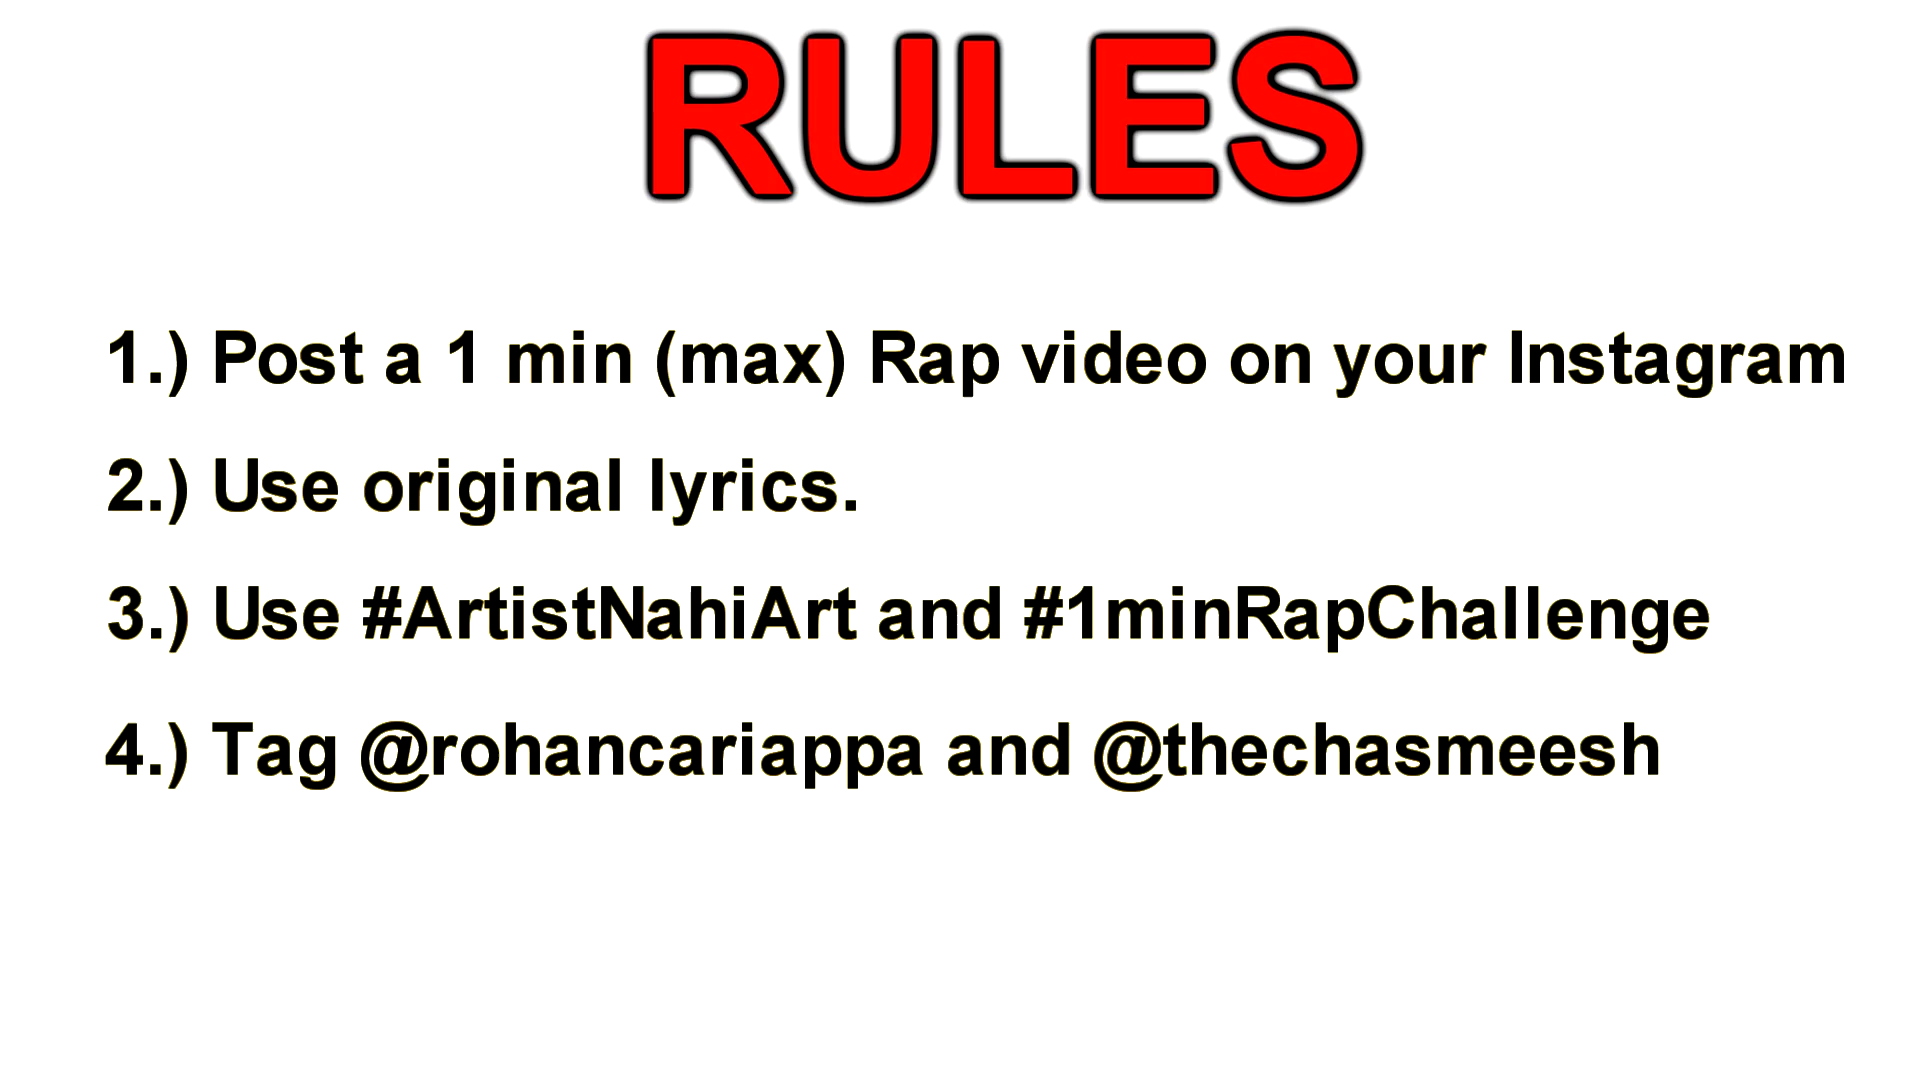 RULES
1.) Post a 1 min (max) Rap video on your Instagram
2.) Use original lyrics.
3.) Use #ArtistNahiArt and #1minRapChallenge
4.) Tag @rohancariappa and @thechasmeesh